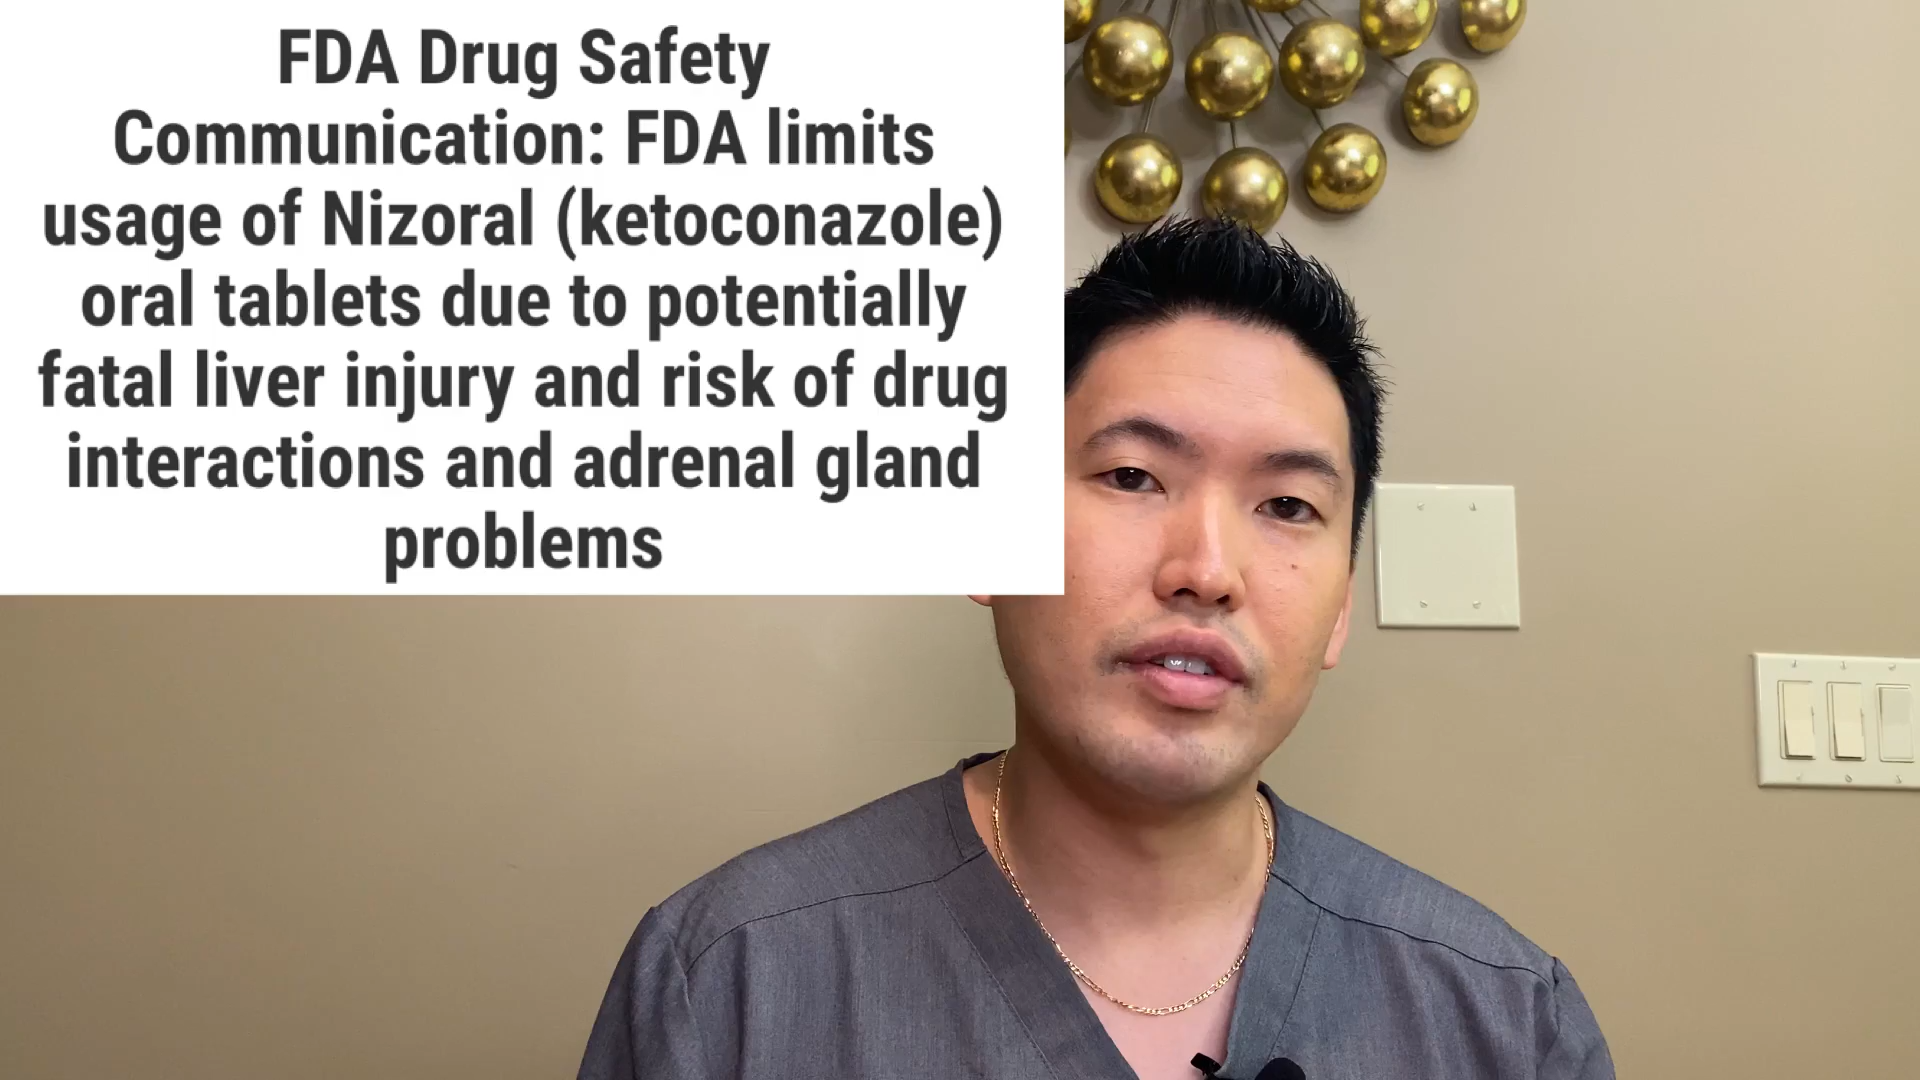 FDA Drug Safety
Communication: FDA limits
usage of Nizoral (ketoconazole)
oral tablets due to potentially
fatal liver injury and risk of drug
interactions and adrenal gland
problems